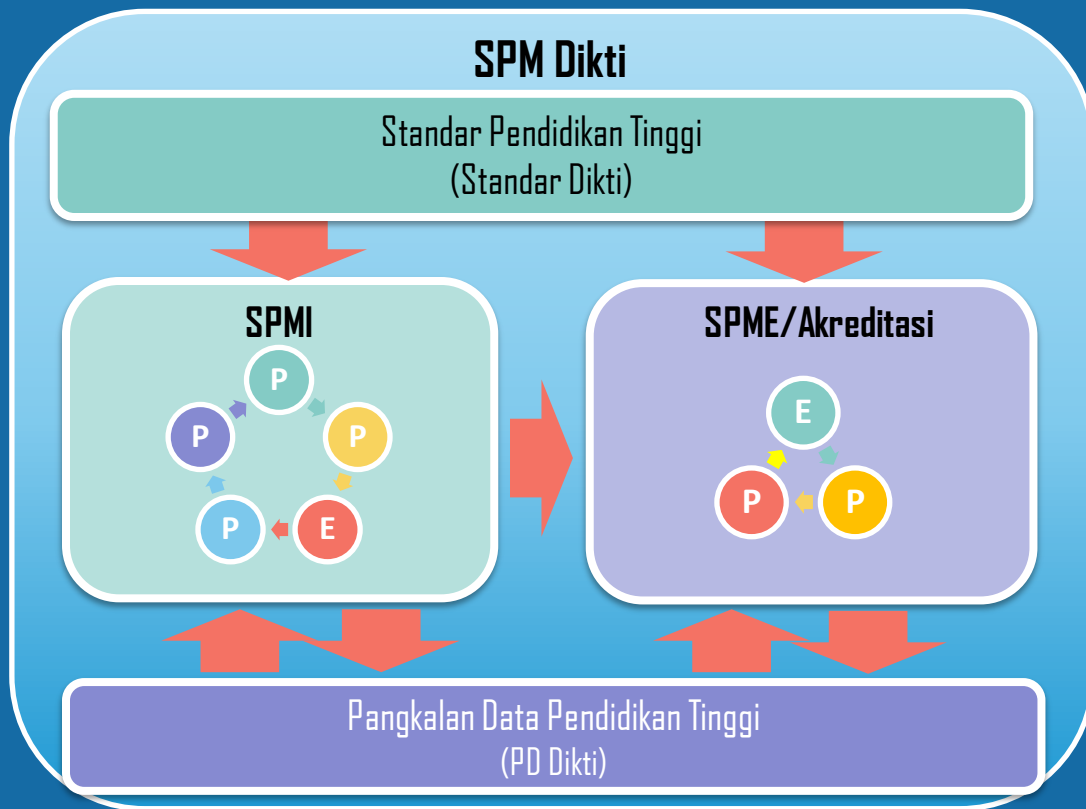 SPM Dikti
Standar Pendidikan Tinggi
(Standar Dikti)
SPMI
P
P
P
P
E
SPME/Akreditasi
E
P
P
Pangkalan Data Pendidikan Tinggi
(PD Dikti)